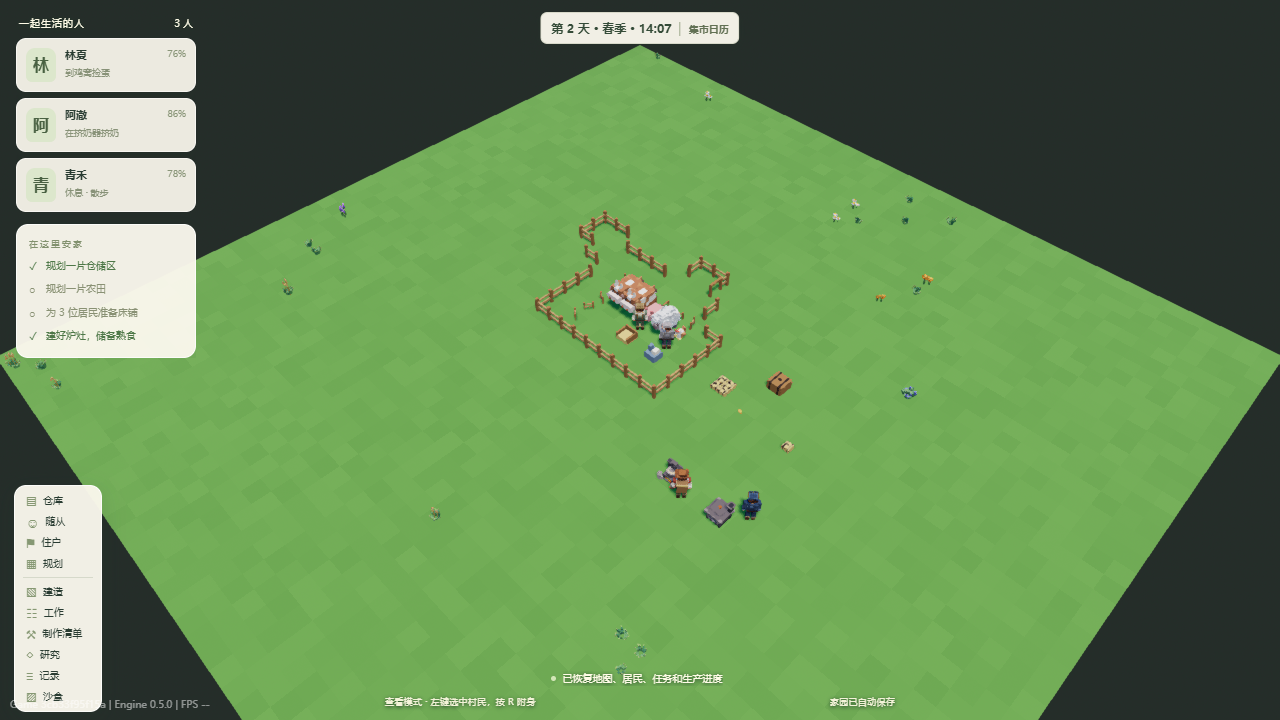 一起生活的人 3 人
第 2 天 • 春季 • 14:07 | 集市日历
林 林夏 76%
到鸡窝捡蛋
阿 阿澈 86%
在挤奶器挤奶
青 青禾 78%
休息 · 散步
在这里安家
✓ 规划一片仓储区
○ 规划一片农田
○ 为 3 位居民准备床铺
✓ 建好炉灶，储备熟食
仓库
随从
住户
规划
建造
工作
制作清单
研究
记录
沙盒
| Engine 0.5.0 | FPS --
已恢复地图、居民、任务和生产进度
查看模式 · 左键选中村民，按 R 附身
家园已自动保存